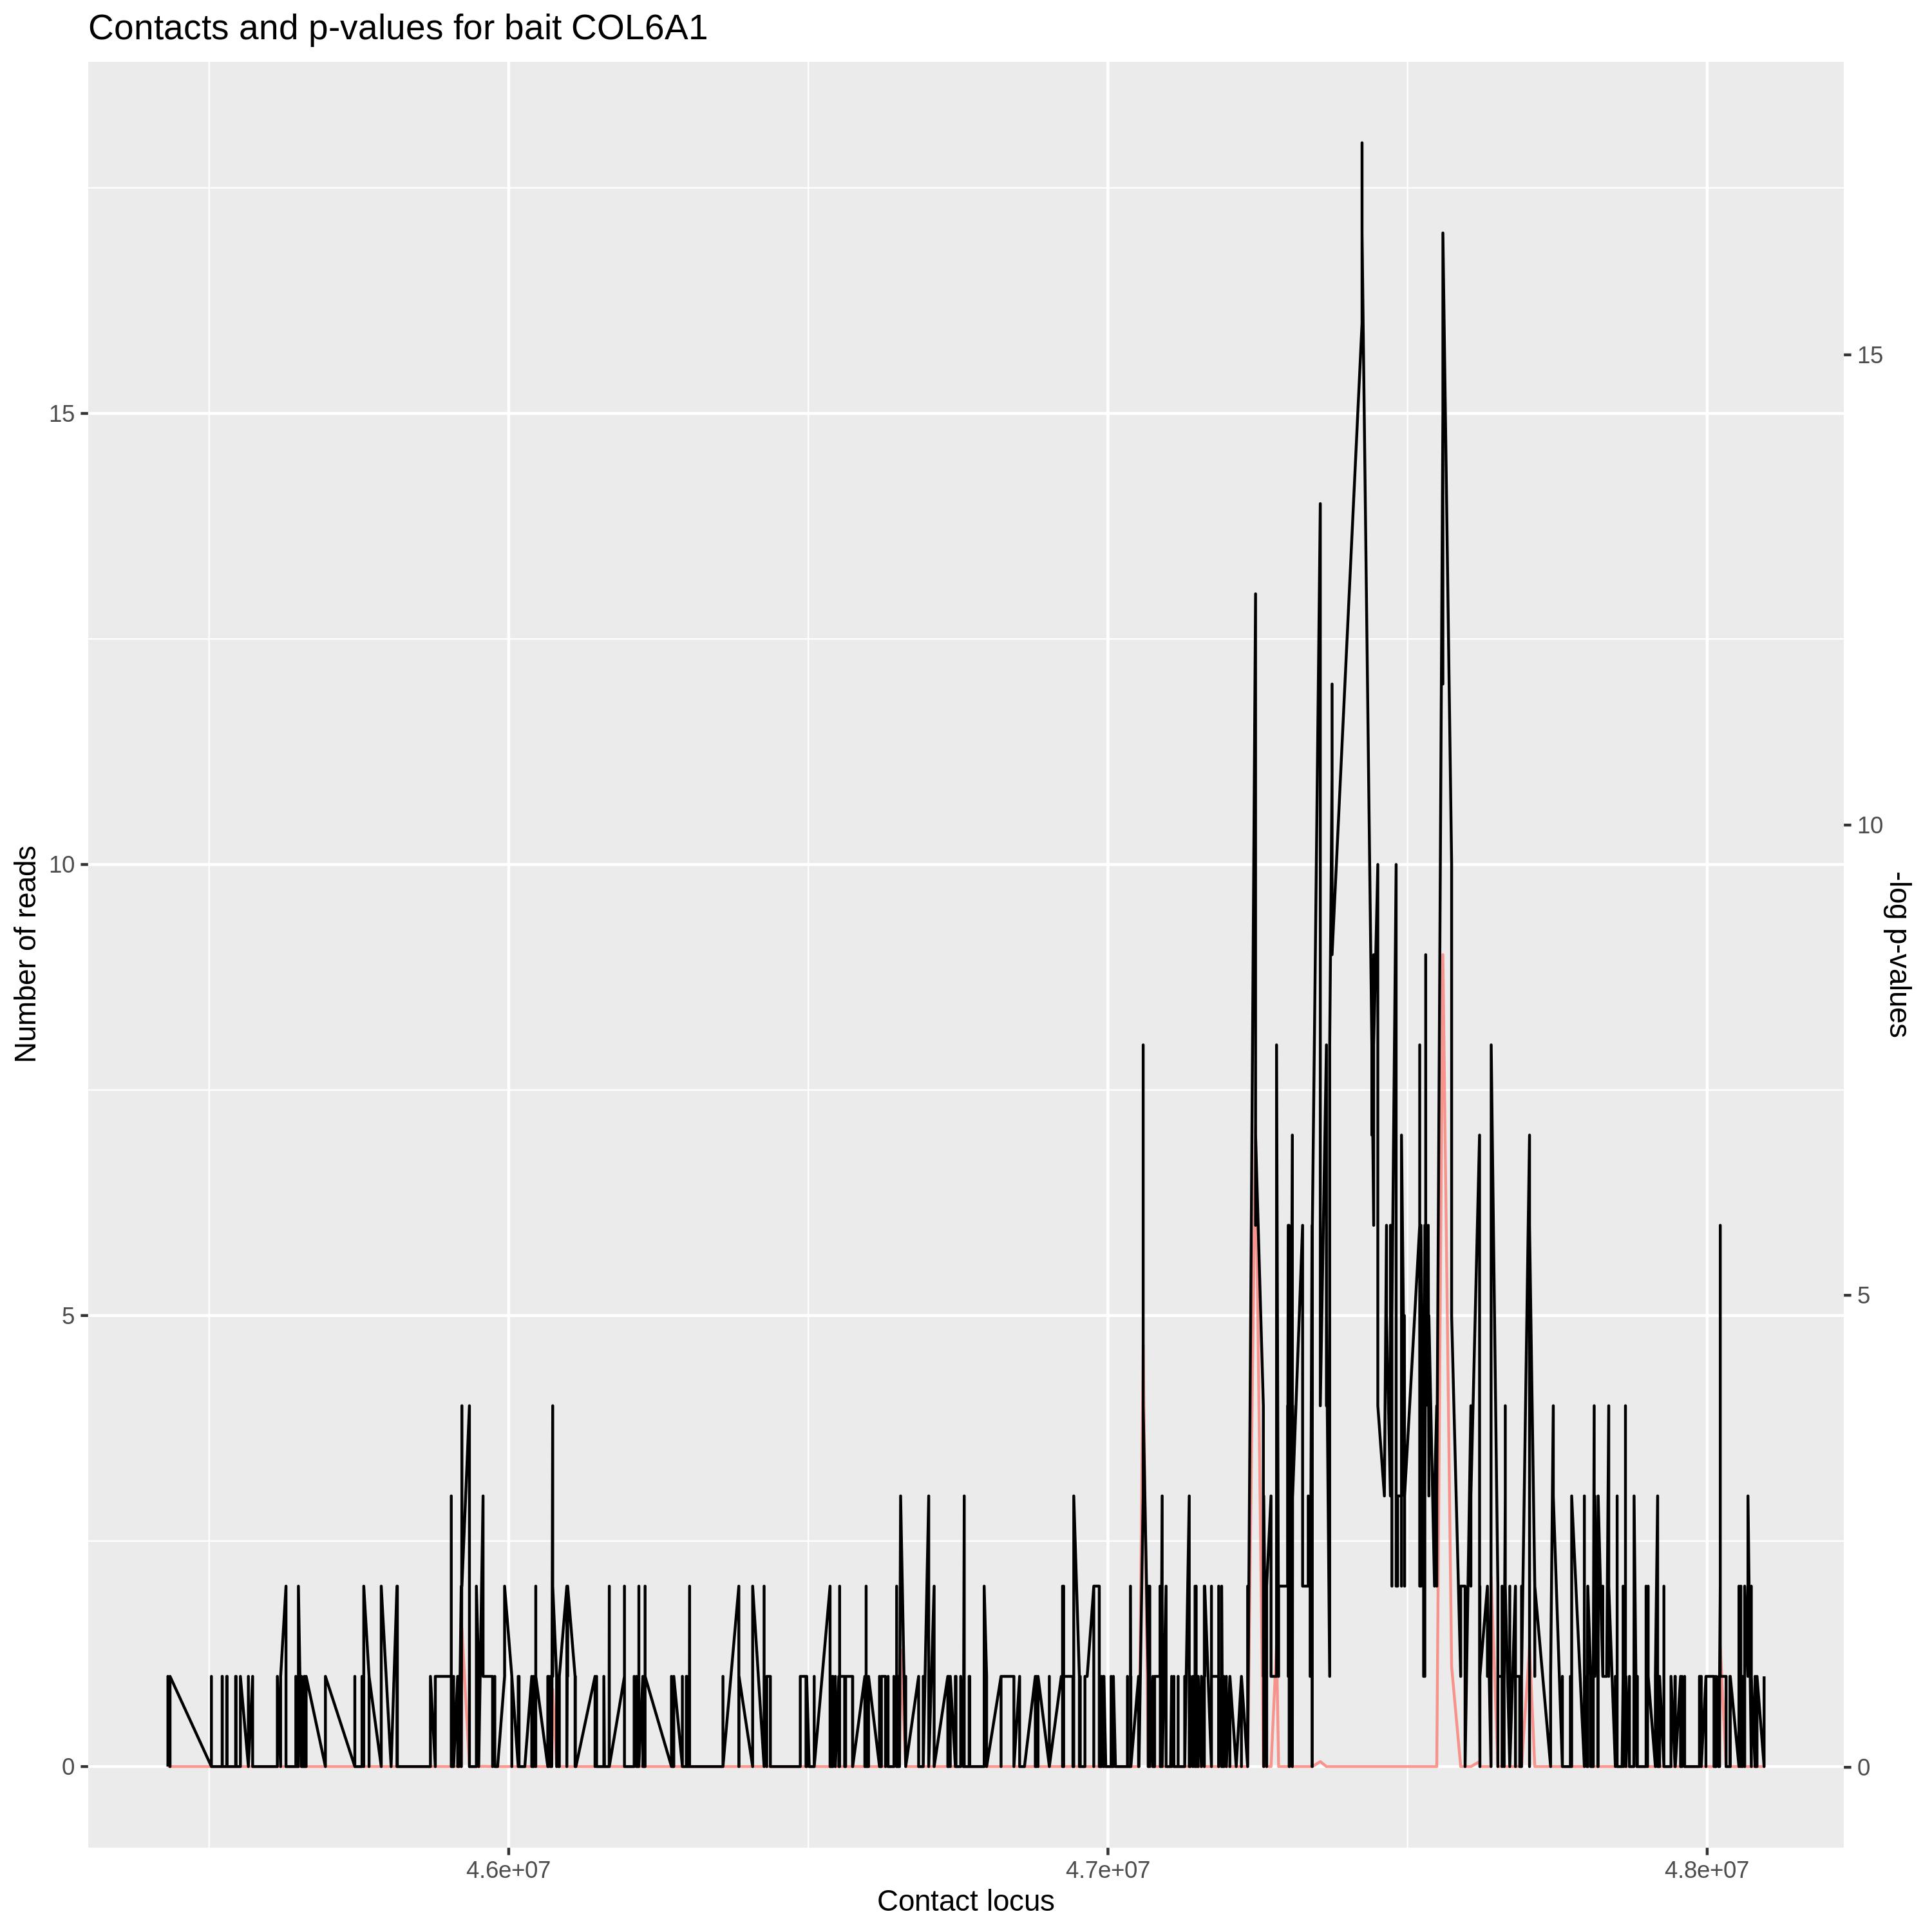 Contacts and p-values for bait COL6A1
Number of reads
15
10
5
0
15
10
5
0
-log p-values
4.6e+07
4.7e+07
4.8e+07
Contact locus